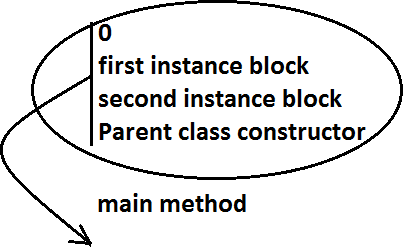 0
first instance block
second instance block
Parent class constructor
main method